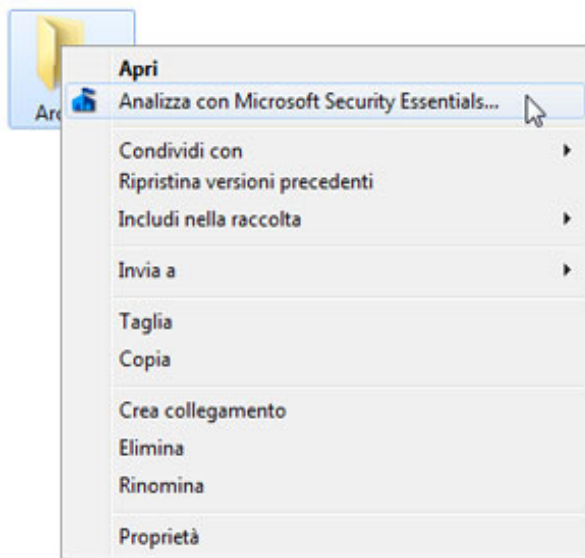 Apri
Analizza con Microsoft Security Essentials...
Condividi con
Ripristina versioni precedenti
Includi nella raccolta
Invia a
Taglia
Copia
Crea collegamento
Elimina
Rinomina
Proprietà